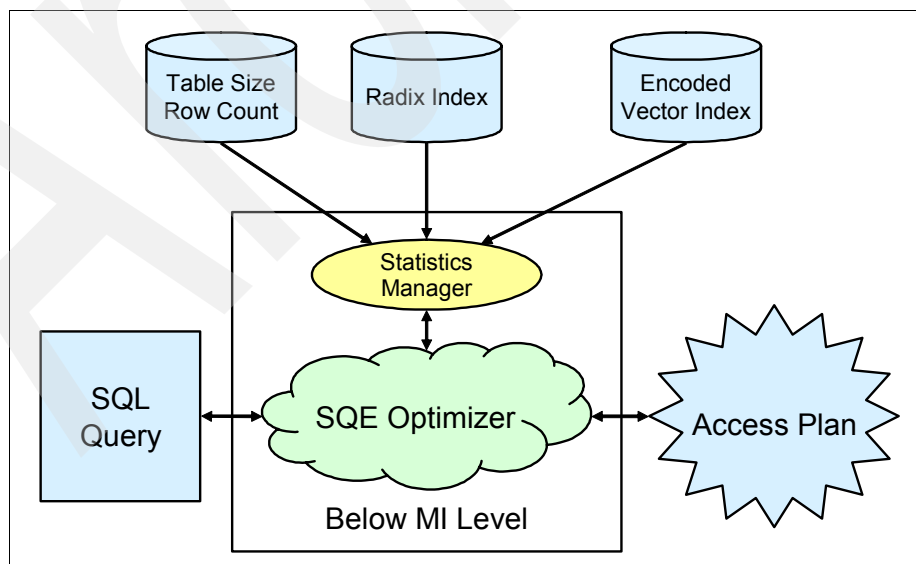 Table Size
Row Count
Radix Index
Encoded
Vector Index
Statistics
Manager
SQL
Query
SQE Optimizer
Access Plan
Below MI Level